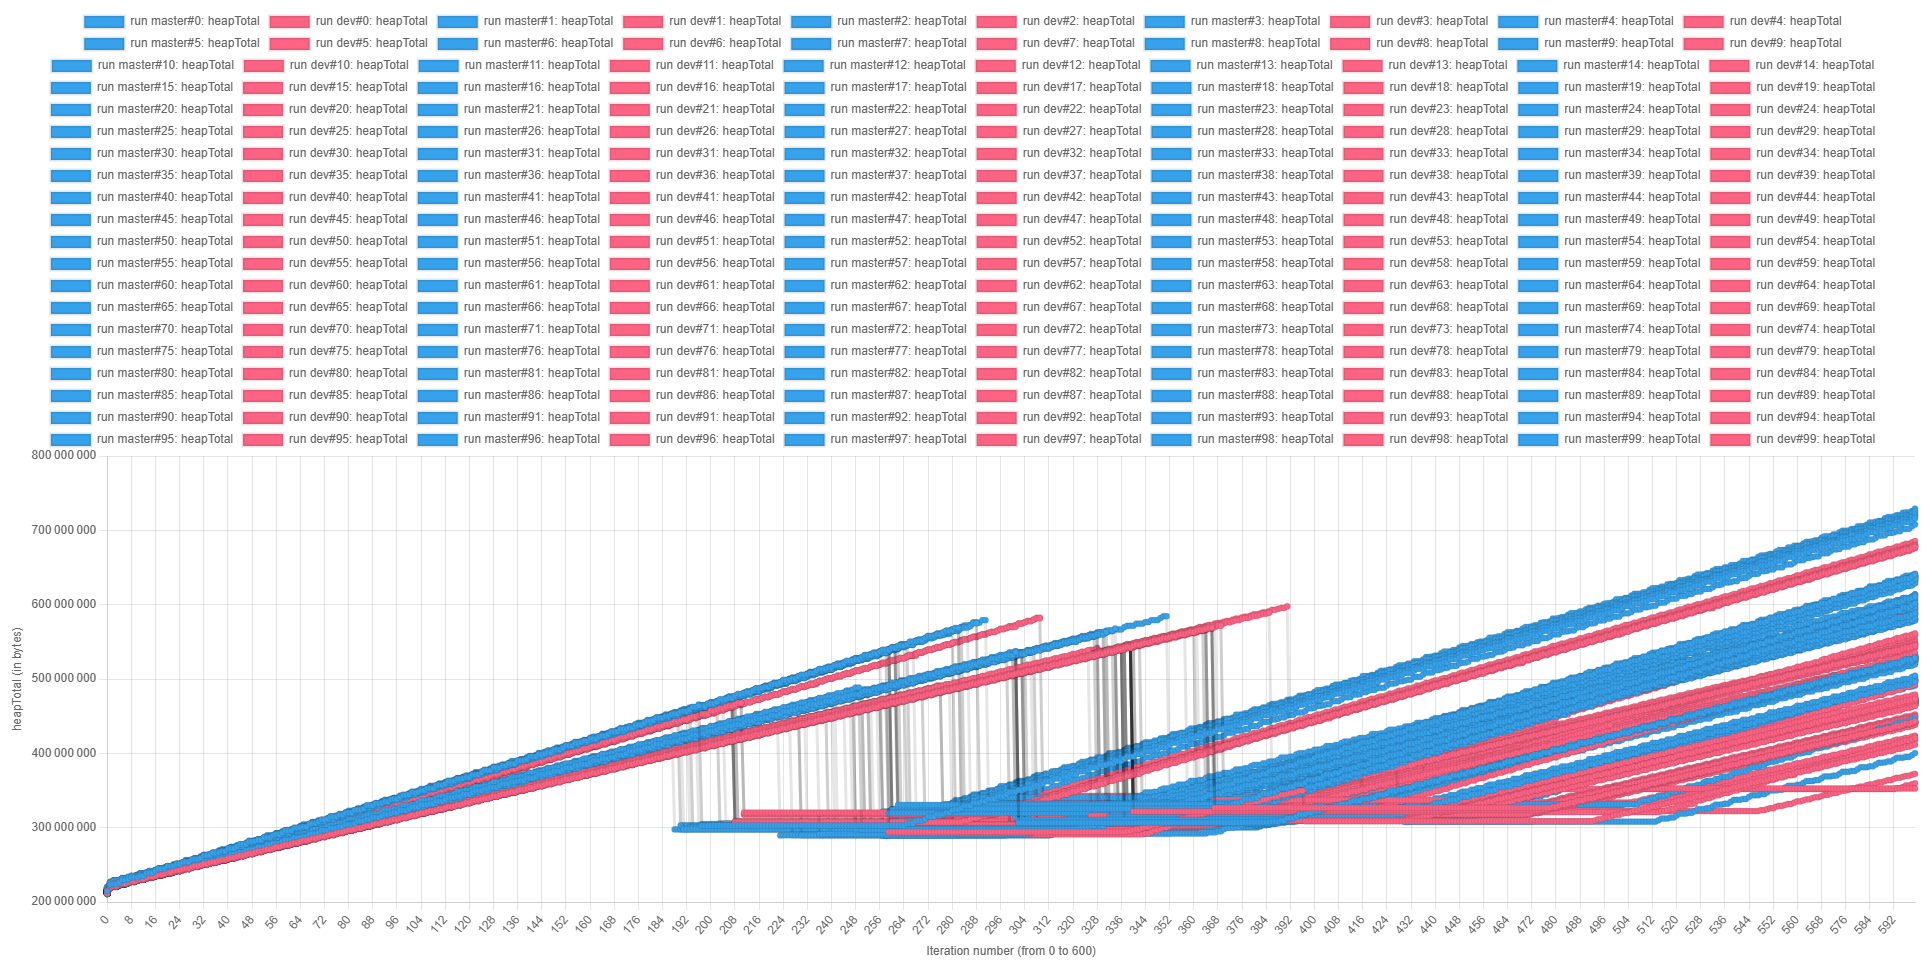 run master#0: heapTotal run dev#0: heapTotal run master#1: heapTotal run dev#1: heapTotal run master#2: heapTotal run dev#2: heapTotal run master#3: heapTotal run dev#3: heapTotal run master#4: heapTotal run dev#4: heapTotal
run master#5: heapTotal run dev#5: heapTotal run master#6: heapTotal run dev#6: heapTotal run master#7: heapTotal run dev#7: heapTotal run master#8: heapTotal run dev#8: heapTotal run master#9: heapTotal run dev#9: heapTotal
run master#10: heapTotal run dev#10: heapTotal run master#11: heapTotal run dev#11: heapTotal run master#12: heapTotal run dev#12: heapTotal run master#13: heapTotal run dev#13: heapTotal run master#14: heapTotal run dev#14: heapTotal
run master#15: heapTotal run dev#15: heapTotal run master#16: heapTotal run dev#16: heapTotal run master#17: heapTotal run dev#17: heapTotal run master#18: heapTotal run dev#18: heapTotal run master#19: heapTotal run dev#19: heapTotal
run master#20: heapTotal run dev#20: heapTotal run master#21: heapTotal run dev#21: heapTotal run master#22: heapTotal run dev#22: heapTotal run master#23: heapTotal run dev#23: heapTotal run master#24: heapTotal run dev#24: heapTotal
run master#25: heapTotal run dev#25: heapTotal run master#26: heapTotal run dev#26: heapTotal run master#27: heapTotal run dev#27: heapTotal run master#28: heapTotal run dev#28: heapTotal run master#29: heapTotal run dev#29: heapTotal
run master#30: heapTotal run dev#30: heapTotal run master#31: heapTotal run dev#31: heapTotal run master#32: heapTotal run dev#32: heapTotal run master#33: heapTotal run dev#33: heapTotal run master#34: heapTotal run dev#34: heapTotal
run master#35: heapTotal run dev#35: heapTotal run master#36: heapTotal run dev#36: heapTotal run master#37: heapTotal run dev#37: heapTotal run master#38: heapTotal run dev#38: heapTotal run master#39: heapTotal run dev#39: heapTotal
run master#40: heapTotal run dev#40: heapTotal run master#41: heapTotal run dev#41: heapTotal run master#42: heapTotal run dev#42: heapTotal run master#43: heapTotal run dev#43: heapTotal run master#44: heapTotal run dev#44: heapTotal
run master#45: heapTotal run dev#45: heapTotal run master#46: heapTotal run dev#46: heapTotal run master#47: heapTotal run dev#47: heapTotal run master#48: heapTotal run dev#48: heapTotal run master#49: heapTotal run dev#49: heapTotal
run master#50: heapTotal run dev#50: heapTotal run master#51: heapTotal run dev#51: heapTotal run master#52: heapTotal run dev#52: heapTotal run master#53: heapTotal run dev#53: heapTotal run master#54: heapTotal run dev#54: heapTotal
run master#55: heapTotal run dev#55: heapTotal run master#56: heapTotal run dev#56: heapTotal run master#57: heapTotal run dev#57: heapTotal run master#58: heapTotal run dev#58: heapTotal run master#59: heapTotal run dev#59: heapTotal
run master#60: heapTotal run dev#60: heapTotal run master#61: heapTotal run dev#61: heapTotal run master#62: heapTotal run dev#62: heapTotal run master#63: heapTotal run dev#63: heapTotal run master#64: heapTotal run dev#64: heapTotal
run master#65: heapTotal run dev#65: heapTotal run master#66: heapTotal run dev#66: heapTotal run master#67: heapTotal run dev#67: heapTotal run master#68: heapTotal run dev#68: heapTotal run master#69: heapTotal run dev#69: heapTotal
run master#70: heapTotal run dev#70: heapTotal run master#71: heapTotal run dev#71: heapTotal run master#72: heapTotal run dev#72: heapTotal run master#73: heapTotal run dev#73: heapTotal run master#74: heapTotal run dev#74: heapTotal
run master#75: heapTotal run dev#75: heapTotal run master#76: heapTotal run dev#76: heapTotal run master#77: heapTotal run dev#77: heapTotal run master#78: heapTotal run dev#78: heapTotal run master#79: heapTotal run dev#79: heapTotal
run master#80: heapTotal run dev#80: heapTotal run master#81: heapTotal run dev#81: heapTotal run master#82: heapTotal run dev#82: heapTotal run master#83: heapTotal run dev#83: heapTotal run master#84: heapTotal run dev#84: heapTotal
run master#85: heapTotal run dev#85: heapTotal run master#86: heapTotal run dev#86: heapTotal run master#87: heapTotal run dev#87: heapTotal run master#88: heapTotal run dev#88: heapTotal run master#89: heapTotal run dev#89: heapTotal
run master#90: heapTotal run dev#90: heapTotal run master#91: heapTotal run dev#91: heapTotal run master#92: heapTotal run dev#92: heapTotal run master#93: heapTotal run dev#93: heapTotal run master#94: heapTotal run dev#94: heapTotal
run master#95: heapTotal run dev#95: heapTotal run master#96: heapTotal run dev#96: heapTotal run master#97: heapTotal run dev#97: heapTotal run master#98: heapTotal run dev#98: heapTotal run master#99: heapTotal run dev#99: heapTotal
heapTotal (in bytes)
800 000 000
700 000 000
600 000 000
500 000 000
400 000 000
300 000 000
200 000 000
0 8 16 24 32 40 48 56 64 72 80 88 96 104 112 120 128 136 144 152 160 168 176 184 192 200 208 216 224 232 240 248 256 264 272 280 288 296 304 312 320 328 336 344 352 360 368 376 384 392 400 408 416 424 432 440 448 456 464 472 480 488 496 504 512 520 528 536 544 552 560 568 576 584 592
Iteration number (from 0 to 600)